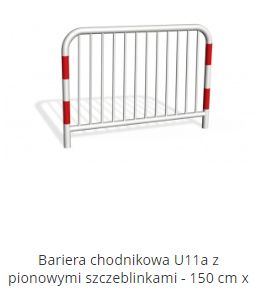 Bariera chodnikowa U11a z
pionowymi szczeblinkami - 150 cm x